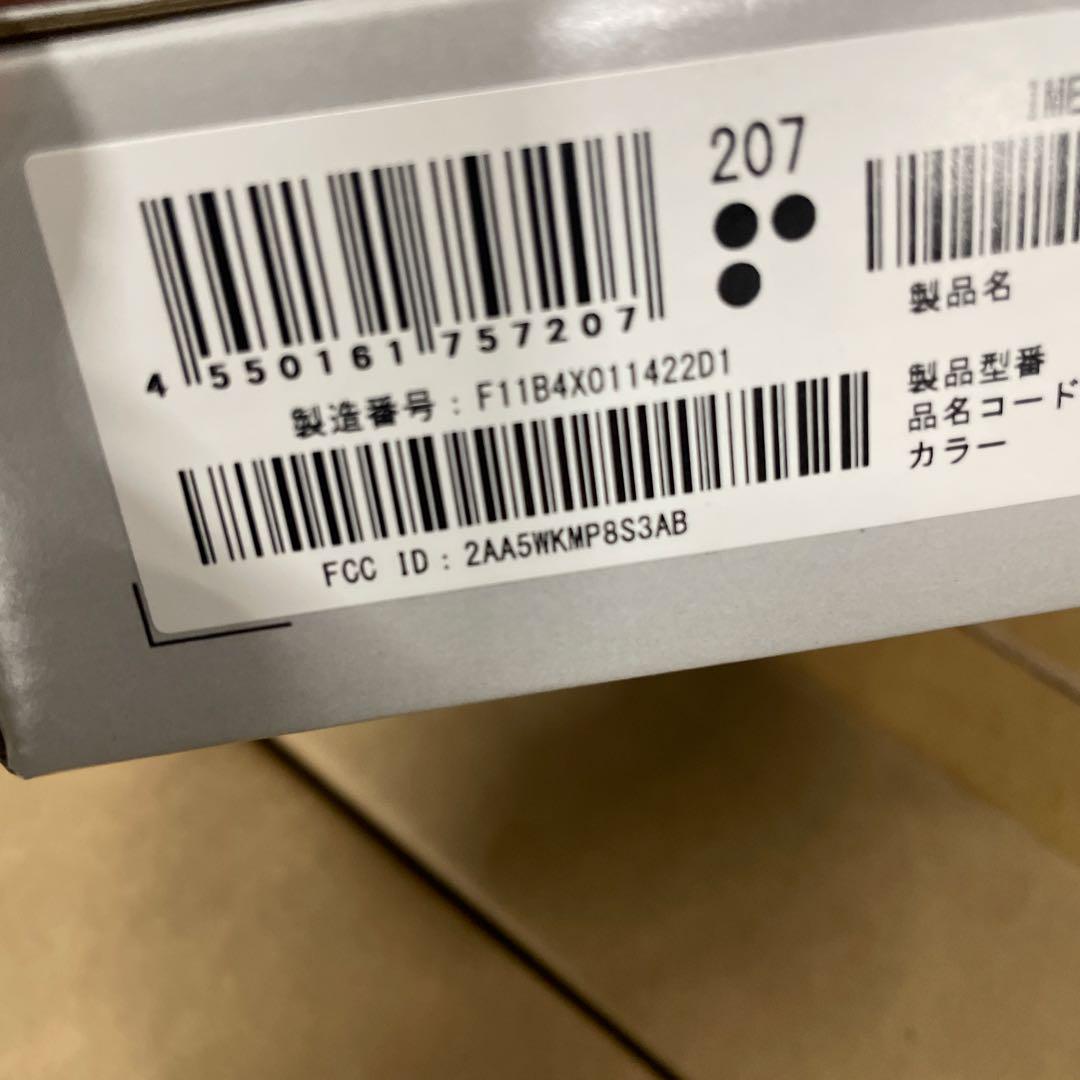 207
4 550161 757207
製造番号 : F11B4X011422D1
FCC ID : 2AA5WKMP8S3AB
IME
製品名
製品型番
品名コード
カラー